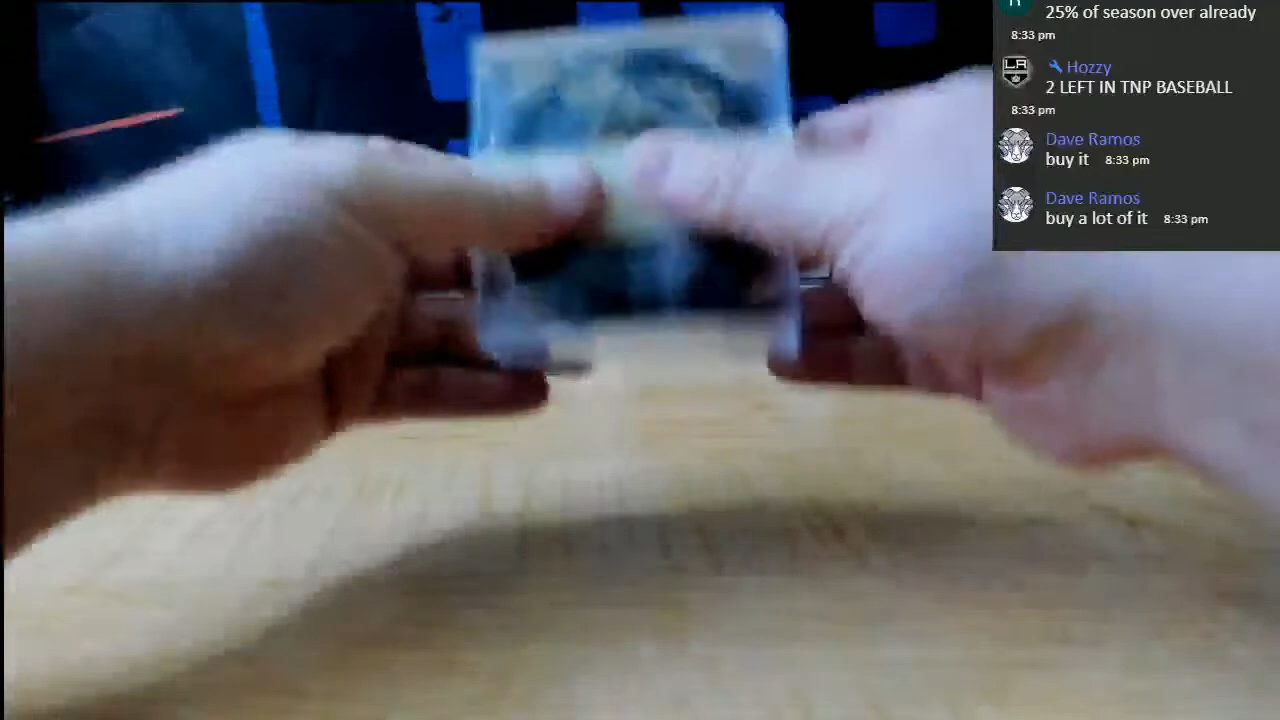 25% of season over already
8:33 pm
Hozzy
2 LEFT IN TNP BASEBALL
8:33 pm
Dave Ramos
buy it 8:33 pm
Dave Ramos
buy a lot of it 8:33 pm